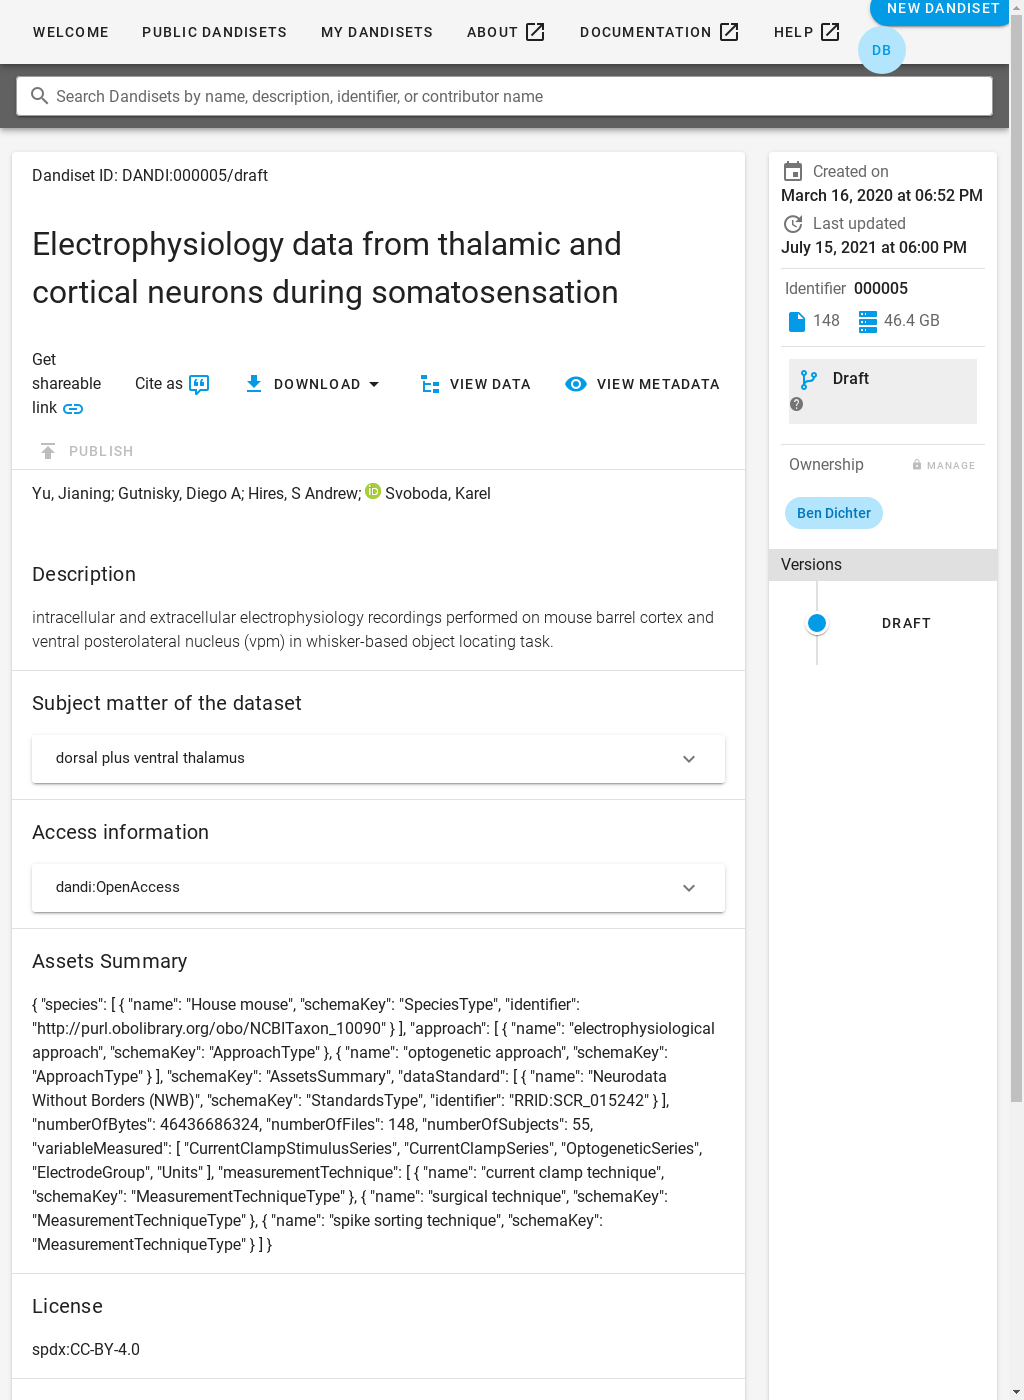 WELCOME
PUBLIC DANDISETS
MY DANDISETS
ABOUT
DOCUMENTATION
HELP
NEW DANDISET
DB
Search Dandisets by name, description, identifier, or contributor name
Dandiset ID: DANDI:000005/draft
Electrophysiology data from thalamic and
cortical neurons during somatosensation
Get
shareable
link
Cite as
DOWNLOAD
VIEW DATA
VIEW METADATA
PUBLISH
Yu, Jianing; Gutnisky, Diego A; Hires, S Andrew; iD Svoboda, Karel
Description
intracellular and extracellular electrophysiology recordings performed on mouse barrel cortex and
ventral posterolateral nucleus (vpm) in whisker-based object locating task.
Subject matter of the dataset
dorsal plus ventral thalamus
Access information
dandi:OpenAccess
Assets Summary
{ "species": [ { "name": "House mouse", "schemaKey": "SpeciesType", "identifier":
"http://purl.obolibrary.org/obo/NCBITaxon_10090" } ], "approach": [ { "name": "electrophysiological
approach", "schemaKey": "ApproachType" }, { "name": "optogenetic approach", "schemaKey":
"ApproachType" } ], "schemaKey": "AssetsSummary", "dataStandard": [ { "name": "Neurodata
Without Borders (NWB)", "schemaKey": "StandardsType", "identifier": "RRID:SCR_015242" } ],
"numberOfBytes": 46436686324, "numberOfFiles": 148, "numberOfSubjects": 55,
"variableMeasured": [ "CurrentClampStimulusSeries", "CurrentClampSeries", "OptogeneticSeries",
"ElectrodeGroup", "Units" ], "measurementTechnique": [ { "name": "current clamp technique",
"schemaKey": "MeasurementTechniqueType" }, { "name": "surgical technique", "schemaKey":
"MeasurementTechniqueType" }, { "name": "spike sorting technique", "schemaKey":
"MeasurementTechniqueType" } ] }
License
spdx:CC-BY-4.0
Created on
March 16, 2020 at 06:52 PM
Last updated
July 15, 2021 at 06:00 PM
Identifier 000005
148
46.4 GB
Draft
?
Ownership
MANAGE
Ben Dichter
Versions
DRAFT